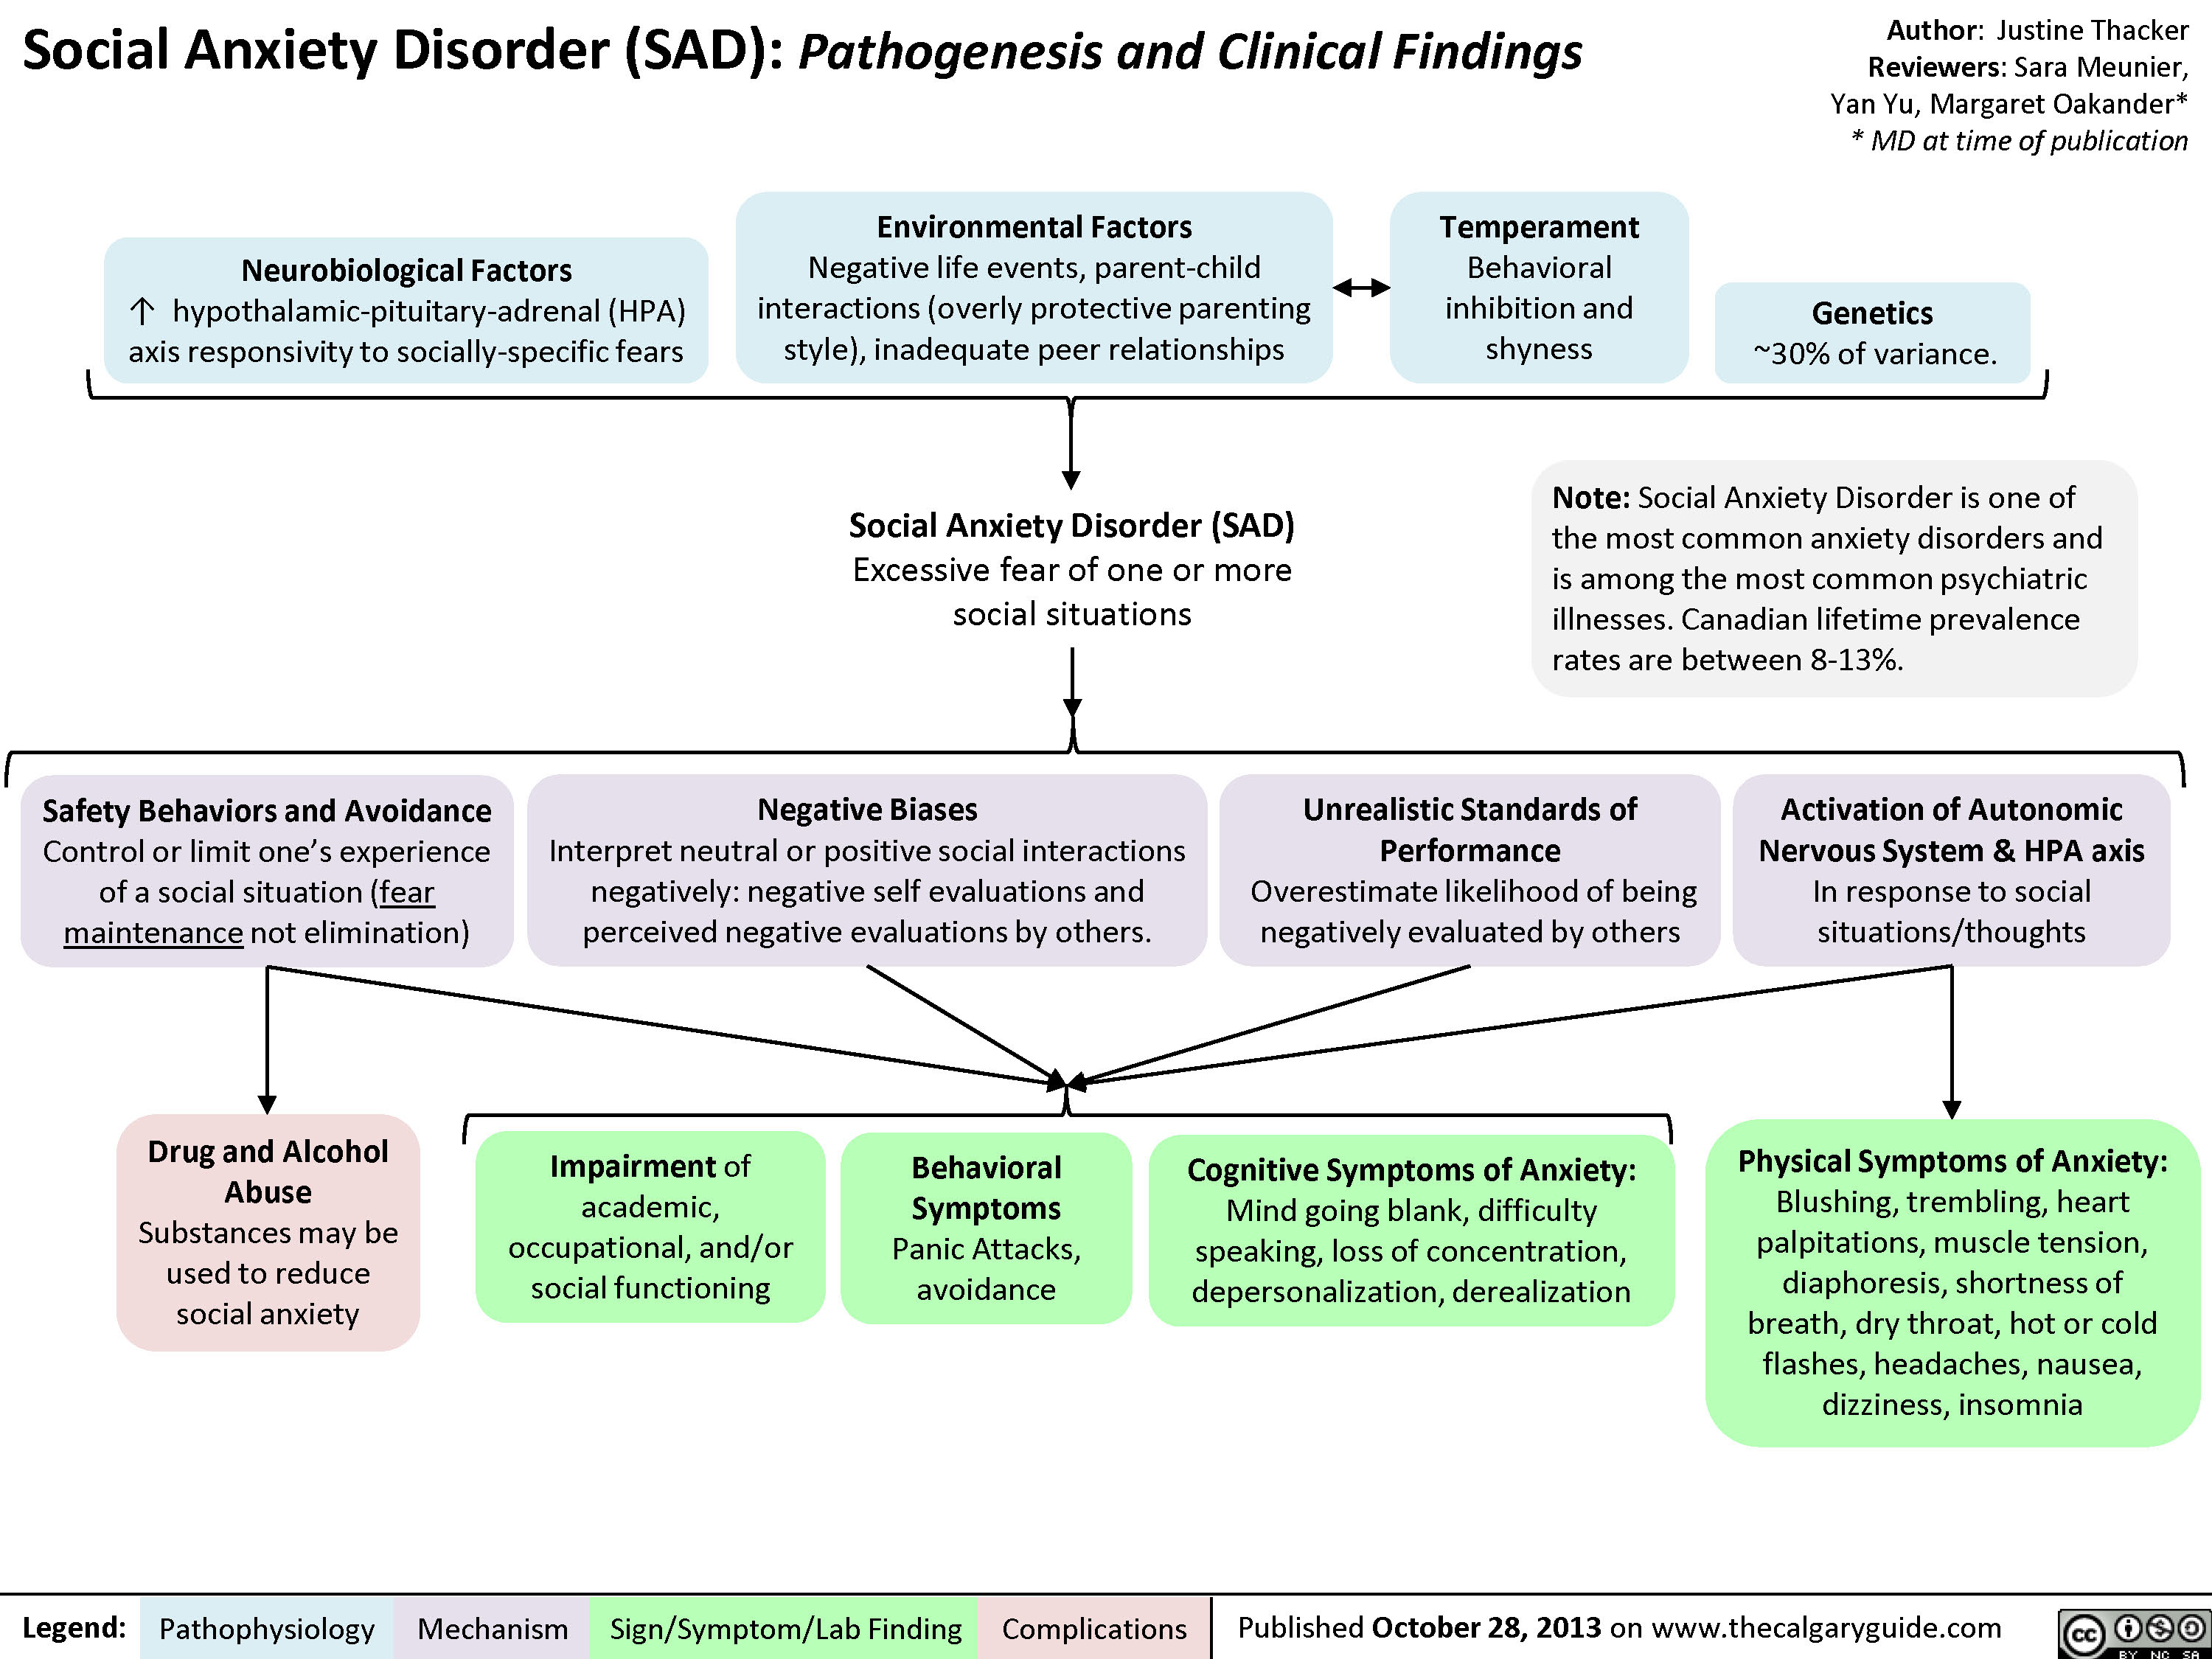 Social Anxiety Disorder (SAD): Pathogenesis and Clinical Findings
Author: Justine Thacker
Reviewers: Sara Meunier,
Yan Yu, Margaret Oakander*
* MD at time of publication
Neurobiological Factors
↑ hypothalamic-pituitary-adrenal (HPA)
axis responsivity to socially-specific fears
Environmental Factors
Negative life events, parent-child
interactions (overly protective parenting
style), inadequate peer relationships
Temperament
Behavioral
inhibition and
shyness
Genetics
~30% of variance.
Social Anxiety Disorder (SAD)
Excessive fear of one or more
social situations
Note: Social Anxiety Disorder is one of
the most common anxiety disorders and
is among the most common psychiatric
illnesses. Canadian lifetime prevalence
rates are between 8-13%.
Safety Behaviors and Avoidance
Control or limit one’s experience
of a social situation (fear
maintenance not elimination)
Negative Biases
Interpret neutral or positive social interactions
negatively: negative self evaluations and
perceived negative evaluations by others.
Unrealistic Standards of
Performance
Overestimate likelihood of being
negatively evaluated by others
Activation of Autonomic
Nervous System & HPA axis
In response to social
situations/thoughts
Drug and Alcohol
Abuse
Substances may be
used to reduce
social anxiety
Impairment of
academic,
occupational, and/or
social functioning
Behavioral
Symptoms
Panic Attacks,
avoidance
Cognitive Symptoms of Anxiety:
Mind going blank, difficulty
speaking, loss of concentration,
depersonalization, derealization
Physical Symptoms of Anxiety:
Blushing, trembling, heart
palpitations, muscle tension,
diaphoresis, shortness of
breath, dry throat, hot or cold
flashes, headaches, nausea,
dizziness, insomnia
Legend:
Pathophysiology
Mechanism
Sign/Symptom/Lab Finding
Complications
Published October 28, 2013 on www.thecalgaryguide.com
cc
BY NC SA